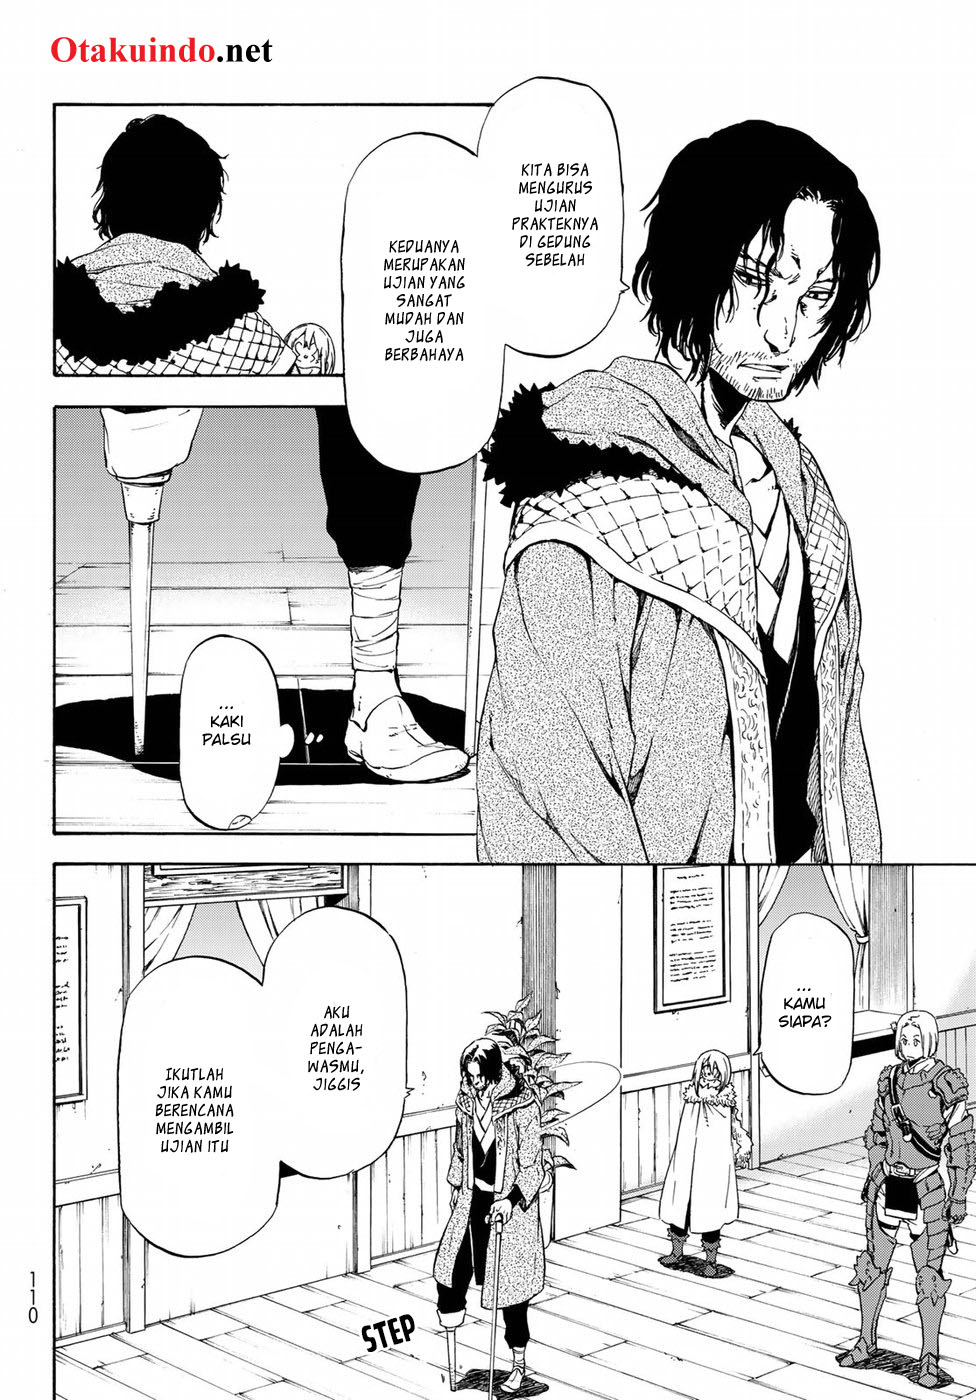 Otakuindo.net
KITA BISA
MENGURUS
UJIAN
PRAKTEKNYA
DI GEDUNG
SEBELAH
KEDUANYA
MERUPAKAN
UJIAN YANG
SANGAT
MUDAH DAN
JUGA
BERBAHAYA
...
KAKI
PALSU
...
KAMU
SIAPA?
AKU
ADALAH
PENGA-
WASMU,
JIGGIS
IKUTLAH
JIKA KAMU
BERENCANA
MENGAMBIL
UJIAN ITU
STEP
110